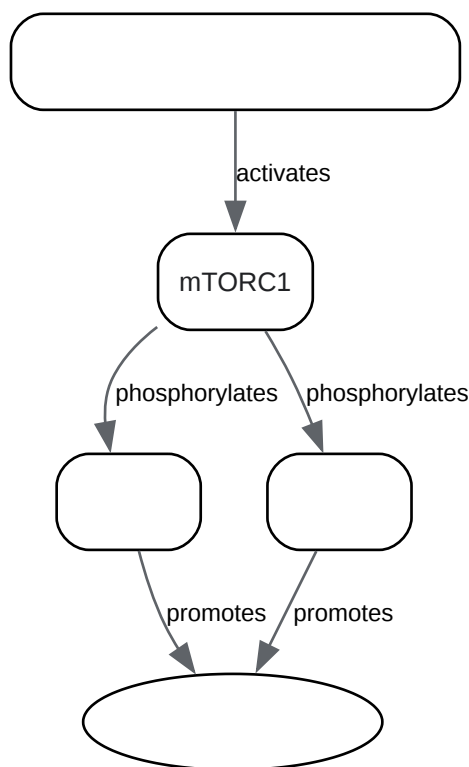 activates
mTORC1
phosphorylates
phosphorylates
promotes
promotes